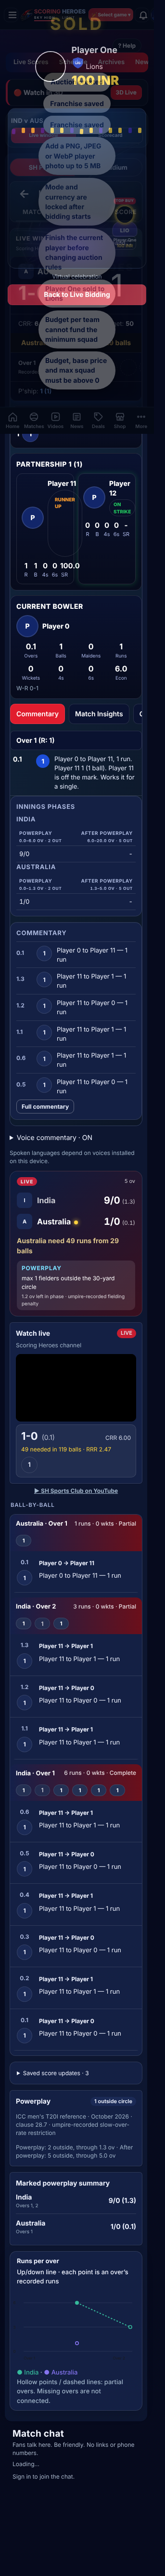 SCORING HEROES
Select game
SOLD
Player One
Lions
? Help
100 INR
Franchise saved
Franchise saved
Add a PNG, JPEG
or WebP player
photo up to 5 MB
Mode and
currency are
locked after
bidding starts
Finish the current
player before
changing auction
rules
Player One sold to
Lions
Back to Live Bidding
Budget per team
cannot fund the
minimum squad
Budget, base price
and max squad
must be above 0
Home
Matches
Videos
News
Deals
Shop
More
PARTNERSHIP 1 (1)
P
Player 11
RUNNER
UP
1 1 0 0 100.0
R B 4s 6s SR
P
Player
12
ON
STRIKE
0 0 0 0 -
R B 4s 6s SR
CURRENT BOWLER
P Player 0
0.1 1 0 1
Overs Balls Maidens Runs
0 0 0 6.0
Wickets 4s 6s Econ
W-R 0-1
Commentary
Match Insights
Over 1 (R: 1)
0.1 1 Player 0 to Player 11, 1 run.
Player 11 1 (1 ball). Player 11
is off the mark. Works it for
a single.
INNINGS PHASES
INDIA
POWERPLAY AFTER POWERPLAY
9/0 -
AUSTRALIA
POWERPLAY AFTER POWERPLAY
1/0 -
COMMENTARY
0.1 1 Player 0 to Player 11 — 1
run
1.3 1 Player 11 to Player 1 — 1
run
1.2 1 Player 11 to Player 0 — 1
run
1.1 1 Player 11 to Player 1 — 1
run
0.6 1 Player 11 to Player 1 — 1
run
0.5 1 Player 11 to Player 0 — 1
run
Full commentary
▶ Voice commentary · ON
Spoken languages depend on voices installed
on this device.
LIVE 5 ov
I India 9/0 (1.3)
A Australia 1/0 (0.1)
Australia need 49 runs from 29
balls
POWERPLAY
max 1 fielders outside the 30-yard
circle
1.2 ov left in phase · umpire-recorded fielding
penalty
Watch live LIVE
Scoring Heroes channel
1-0 (0.1) CRR 6.00
49 needed in 119 balls · RRR 2.47
1
▶ SH Sports Club on YouTube
BALL-BY-BALL
Australia · Over 1 1 runs · 0 wkts · Partial
1
0.1 Player 0 → Player 11
1 Player 0 to Player 11 — 1 run
India · Over 2 3 runs · 0 wkts · Partial
1 1 1
1.3 Player 11 → Player 1
1 Player 11 to Player 1 — 1 run
1.2 Player 11 → Player 0
1 Player 11 to Player 0 — 1 run
1.1 Player 11 → Player 1
1 Player 11 to Player 1 — 1 run
India · Over 1 6 runs · 0 wkts · Complete
1 1 1 1 1 1
0.6 Player 11 → Player 1
1 Player 11 to Player 1 — 1 run
0.5 Player 11 → Player 0
1 Player 11 to Player 0 — 1 run
0.4 Player 11 → Player 1
1 Player 11 to Player 1 — 1 run
0.3 Player 11 → Player 0
1 Player 11 to Player 0 — 1 run
0.2 Player 11 → Player 1
1 Player 11 to Player 1 — 1 run
0.1 Player 11 → Player 0
1 Player 11 to Player 0 — 1 run
▶ Saved score updates · 3
Powerplay 1 outside circle
ICC men's T20I reference · October 2026 ·
clause 28.7 · umpire-recorded slow-over-
rate restriction
Powerplay: 2 outside, through 1.3 ov · After
powerplay: 5 outside, through 5.0 ov
Marked powerplay summary
India 9/0 (1.3)
Overs 1, 2
Australia 1/0 (0.1)
Overs 1
Runs per over
Up/down line · each point is an over's
recorded runs
India · Australia
Hollow points / dashed lines: partial
overs. Missing overs are not
connected.
Match chat
Fans talk here. Be friendly. No links or phone
numbers.
Loading...
Sign in to join the chat.